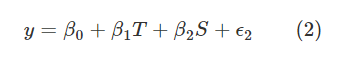 y = β₀ + β₁T + β₂S + ϵ₂ (2)